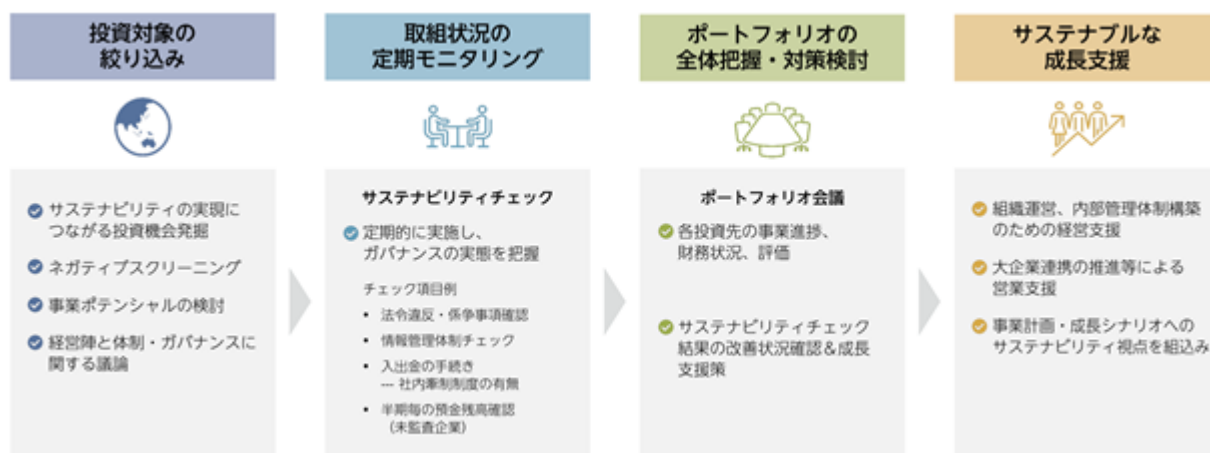 投資対象の
絞り込み
サステナビリティの実現に
つながる投資機会発掘
ネガティブスクリーニング
事業ポテンシャルの検討
経営陣と体制・ガバナンスに
関する議論
取組状況の
定期モニタリング
サステナビリティチェック
定期的に実施し、
ガバナンスの実態を把握
チェック項目例
• 法令違反・係争事項確認
• 情報管理体制チェック
• 入出金の手続き
--- 社内牽制制度の有無
• 半期毎の預金残高確認
（未監査企業）
ポートフォリオの
全体把握・対策検討
ポートフォリオ会議
各投資先の事業進捗、
財務状況、評価
サステナビリティチェック
結果の改善状況確認＆成長
支援策
サステナブルな
成長支援
組織運営、内部管理体制構築
のための経営支援
大企業連携の推進等による
営業支援
事業計画・成長シナリオへの
サステナビリティ視点を組込み